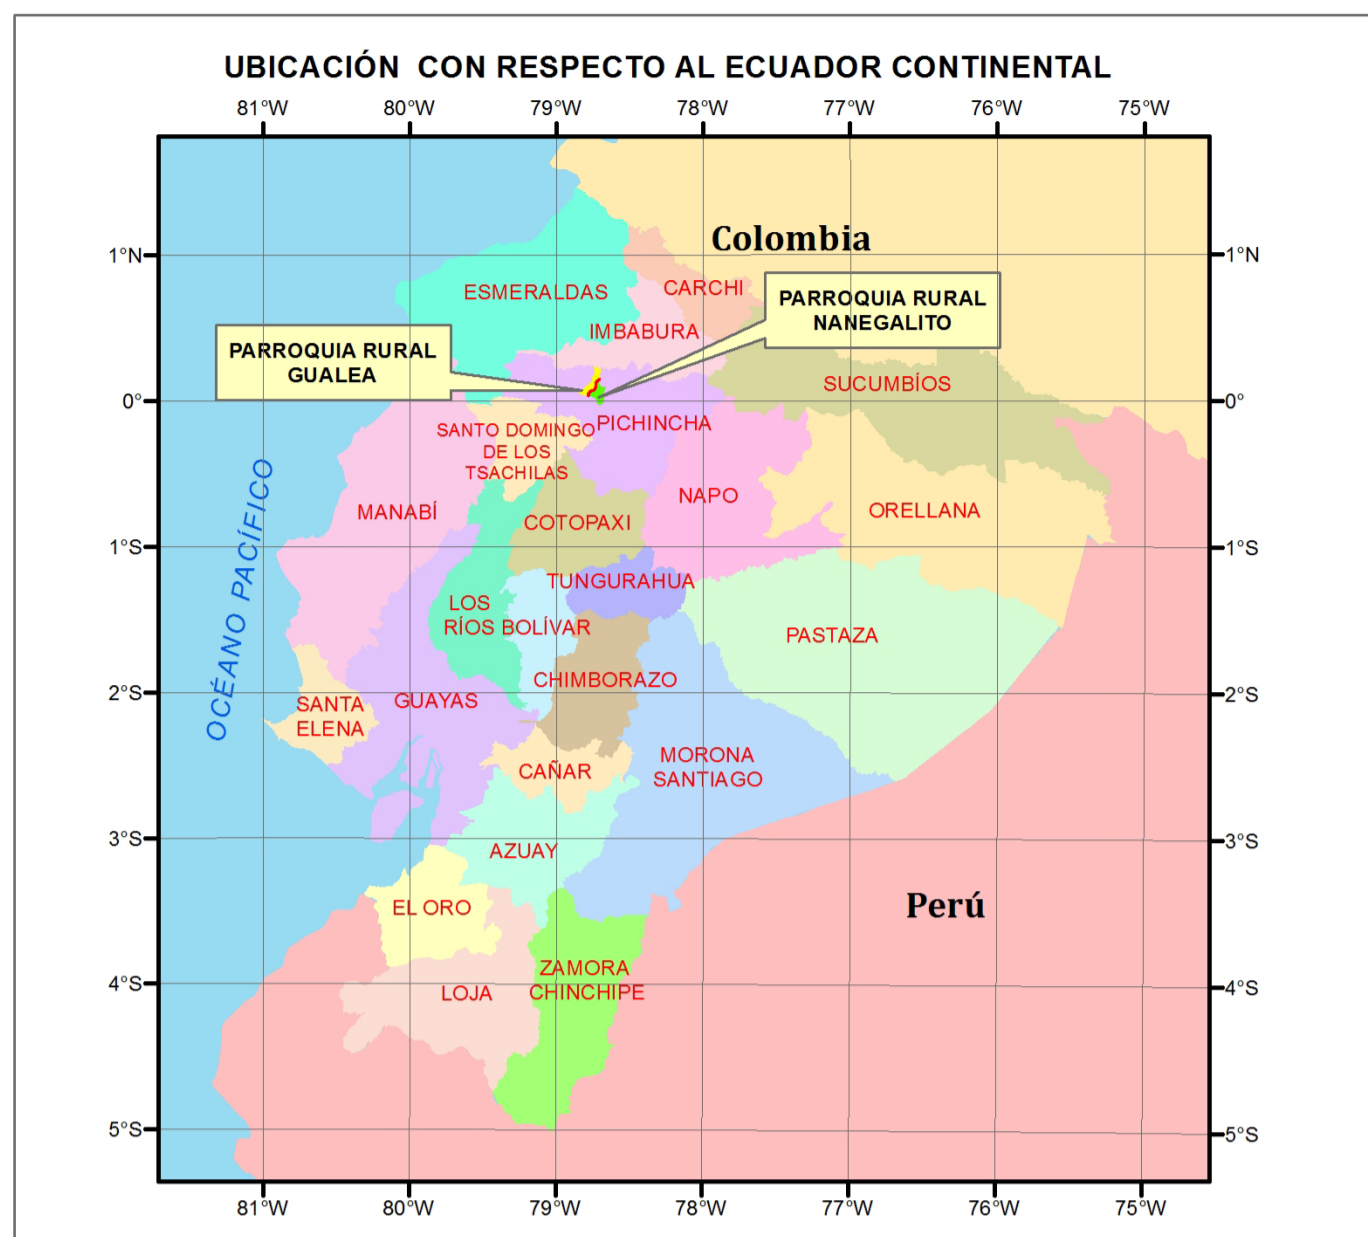 UBICACIÓN CON RESPECTO AL ECUADOR CONTINENTAL
81°W 80°W 79°W 78°W 77°W 76°W 75°W
Colombia
1°N 1°N
ESMERALDAS
CARCHI
PARROQUIA RURAL
NANEGALITO
IMBABURA
PARROQUIA RURAL
GUALEA
SUCUMBÍOS
0° 0°
PICHINCHA
SANTO DOMINGO
DE LOS
TSACHILAS
OCÉANO PACÍFICO
MANABÍ
NAPO
ORELLANA
COTOPAXI
1°S 1°S
TUNGURAHUA
LOS
RÍOS
BOLÍVAR
PASTAZA
CHIMBORAZO
2°S 2°S
SANTA
ELENA
GUAYAS
MORONA
SANTIAGO
CAÑAR
3°S 3°S
AZUAY
EL ORO
Perú
ZAMORA
CHINCHIPE
4°S 4°S
LOJA
5°S 5°S
81°W 80°W 79°W 78°W 77°W 76°W 75°W